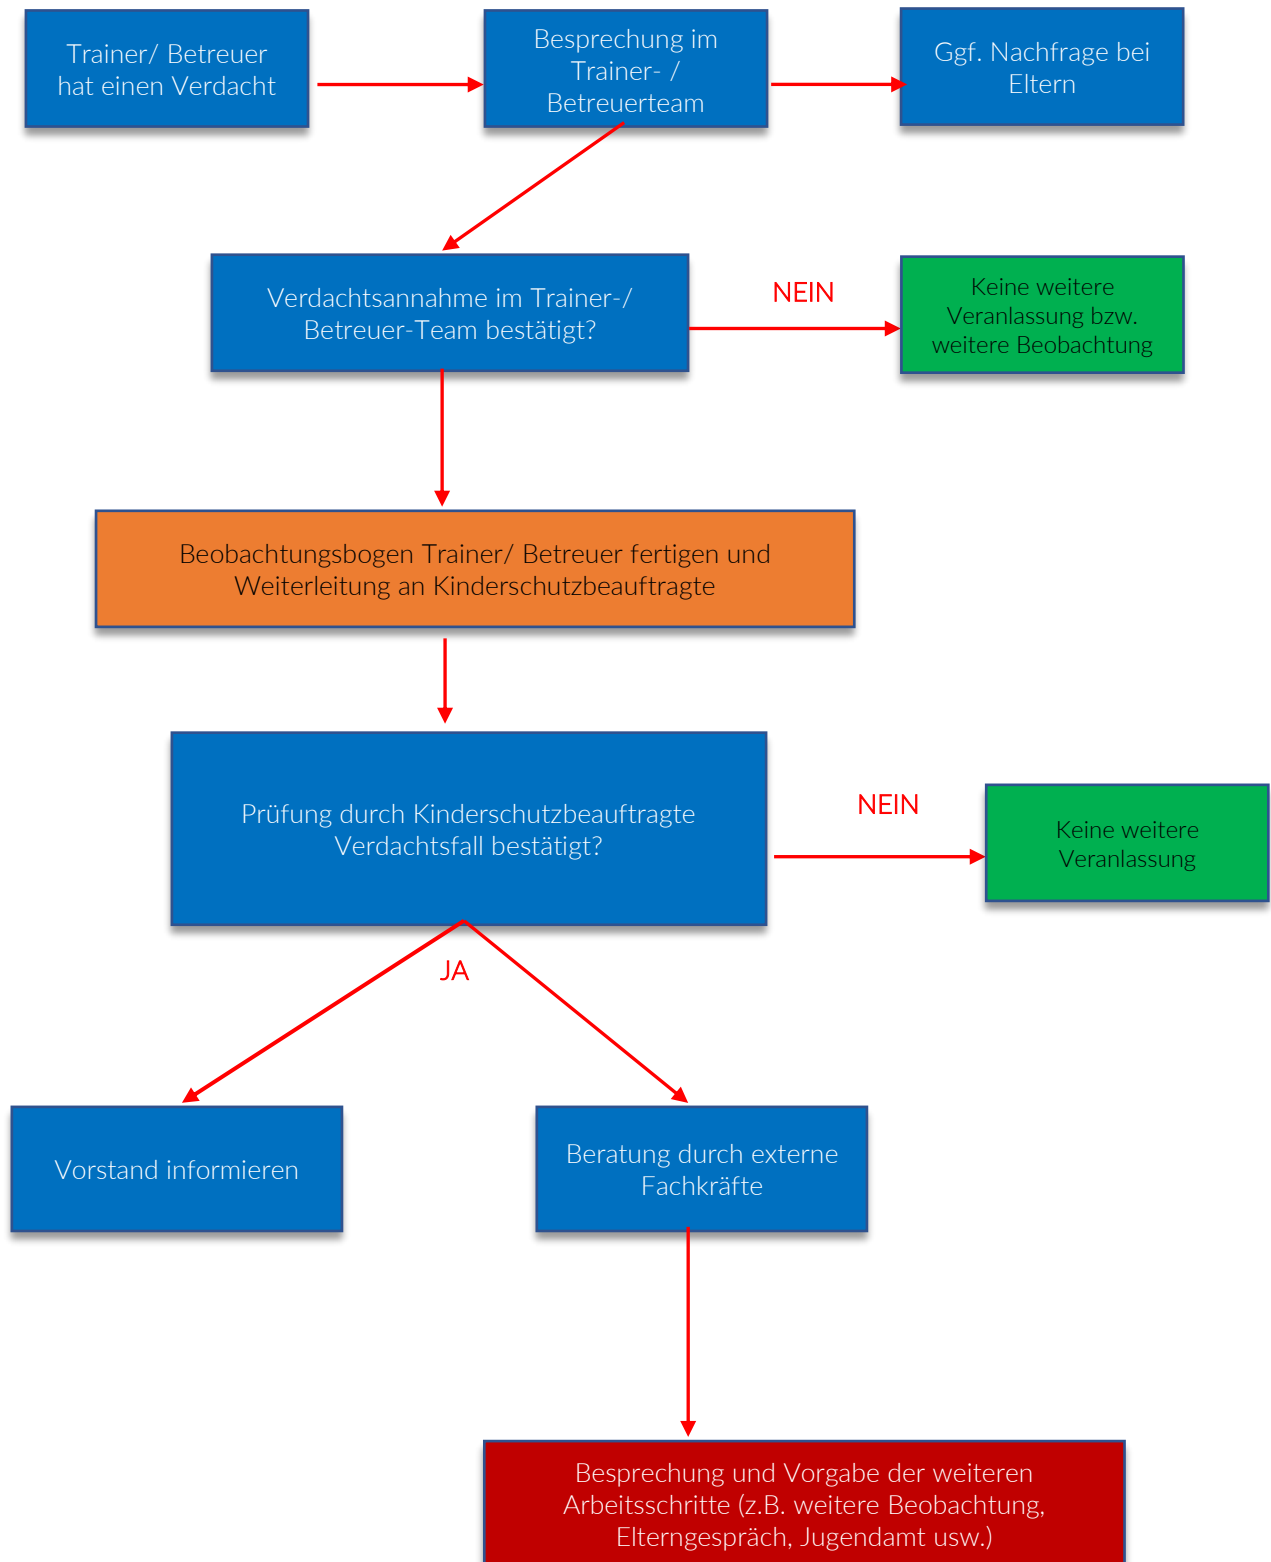 Trainer/ Betreuer
hat einen Verdacht
Besprechung im
Trainer- /
Betreuerteam
Ggf. Nachfrage bei
Eltern
Verdachtsannahme im Trainer-/
Betreuer-Team bestätigt?
NEIN
Keine weitere
Veranlassung bzw.
weitere Beobachtung
Beobachtungsbogen Trainer/ Betreuer fertigen und
Weiterleitung an Kinderschutzbeauftragte
Prüfung durch Kinderschutzbeauftragte
Verdachtsfall bestätigt?
NEIN
Keine weitere
Veranlassung
JA
Vorstand informieren
Beratung durch externe
Fachkräfte
Besprechung und Vorgabe der weiteren
Arbeitsschritte (z.B. weitere Beobachtung,
Elterngespräch, Jugendamt usw.)